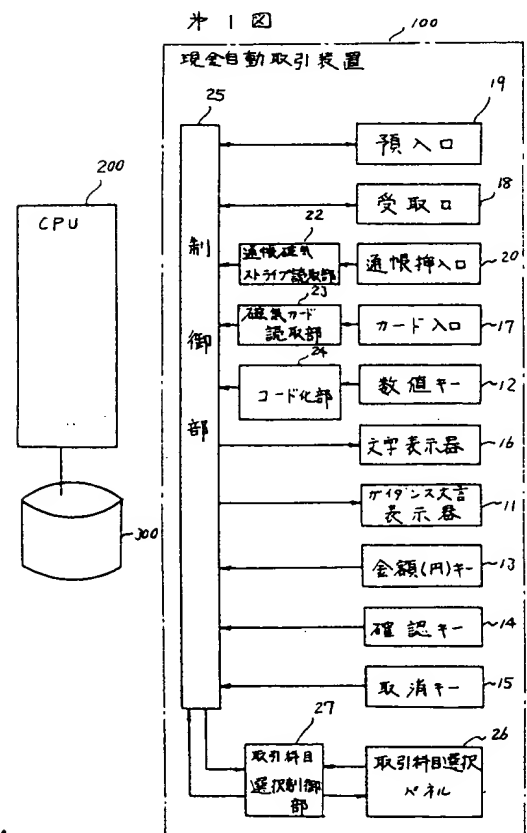 第1図
100
現金自動取引装置
25
制御部
200
CPU
300
19
預入口
受取口
18
22
通帳磁気
ストライプ読取部
通帳挿入口
20
23
磁気カード
読取部
カード入口
17
24
コード化部
数値キー
12
文字表示器
16
ガイダンス文言
表示器
11
金額(円)キー
13
確認キー
14
取消キー
15
27
取引科目
選択制御
部
26
取引科目選択
パネル